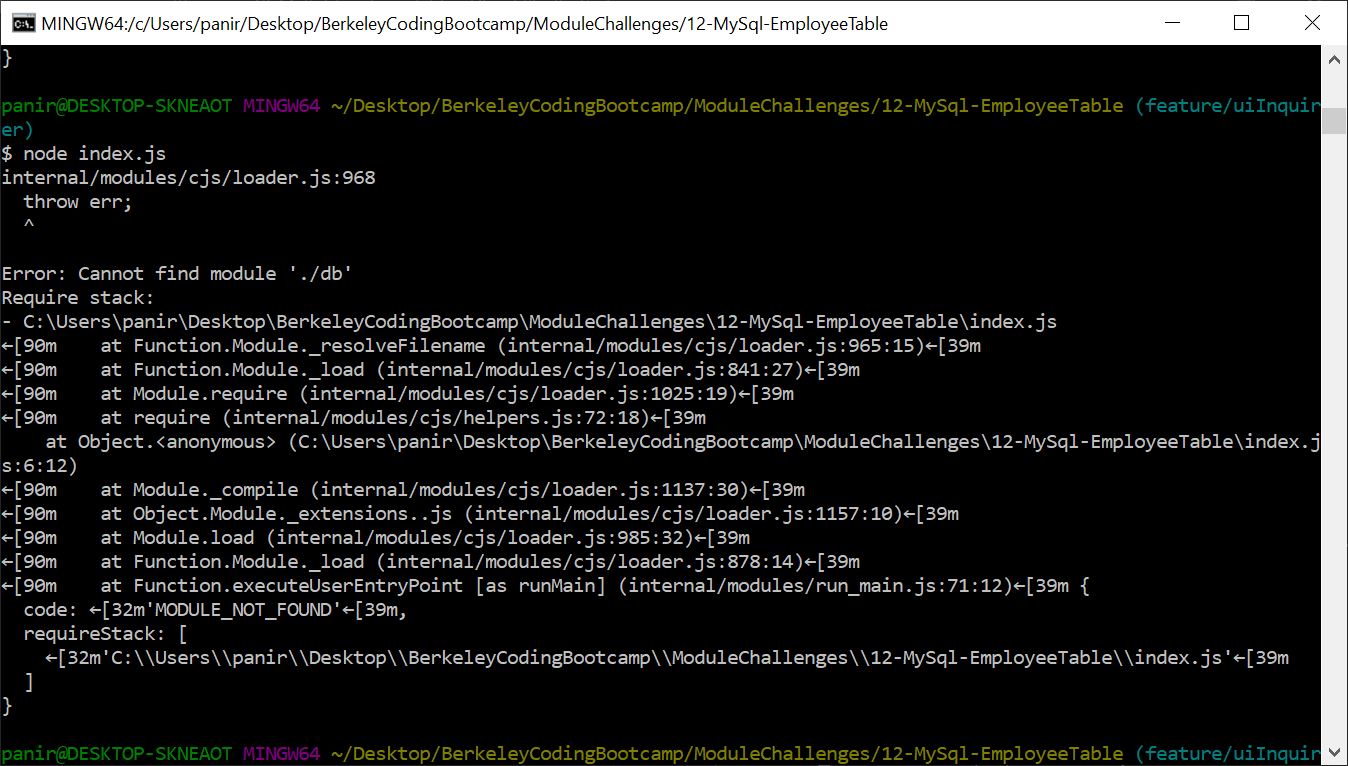 MINGW64:/c/Users/panir/Desktop/BerkeleyCodingBootcamp/ModuleChallenges/12-MySql-EmployeeTable
}
panir@DESKTOP-SKNEAOT MINGW64 ~/Desktop/BerkeleyCodingBootcamp/ModuleChallenges/12-MySql-EmployeeTable (feature/uiInquir
er)
$ node index.js
internal/modules/cjs/loader.js:968
  throw err;
  ^
Error: Cannot find module './db'
Require stack:
- C:\Users\panir\Desktop\BerkeleyCodingBootcamp\ModuleChallenges\12-MySql-EmployeeTable\index.js
←[90m    at Function.Module._resolveFilename (internal/modules/cjs/loader.js:965:15)←[39m
←[90m    at Function.Module._load (internal/modules/cjs/loader.js:841:27)←[39m
←[90m    at Module.require (internal/modules/cjs/loader.js:1025:19)←[39m
←[90m    at require (internal/modules/cjs/helpers.js:72:18)←[39m
    at Object.<anonymous> (C:\Users\panir\Desktop\BerkeleyCodingBootcamp\ModuleChallenges\12-MySql-EmployeeTable\index.j
s:6:12)
←[90m    at Module._compile (internal/modules/cjs/loader.js:1137:30)←[39m
←[90m    at Object.Module._extensions..js (internal/modules/cjs/loader.js:1157:10)←[39m
←[90m    at Module.load (internal/modules/cjs/loader.js:985:32)←[39m
←[90m    at Function.Module._load (internal/modules/cjs/loader.js:878:14)←[39m
←[90m    at Function.executeUserEntryPoint [as runMain] (internal/modules/run_main.js:71:12)←[39m {
  code: ←[32m'MODULE_NOT_FOUND'←[39m,
  requireStack: [
    ←[32m'C:\\Users\\panir\\Desktop\\BerkeleyCodingBootcamp\\ModuleChallenges\\12-MySql-EmployeeTable\\index.js'←[39m
  ]
}
panir@DESKTOP-SKNEAOT MINGW64 ~/Desktop/BerkeleyCodingBootcamp/ModuleChallenges/12-MySql-EmployeeTable (feature/uiInquir